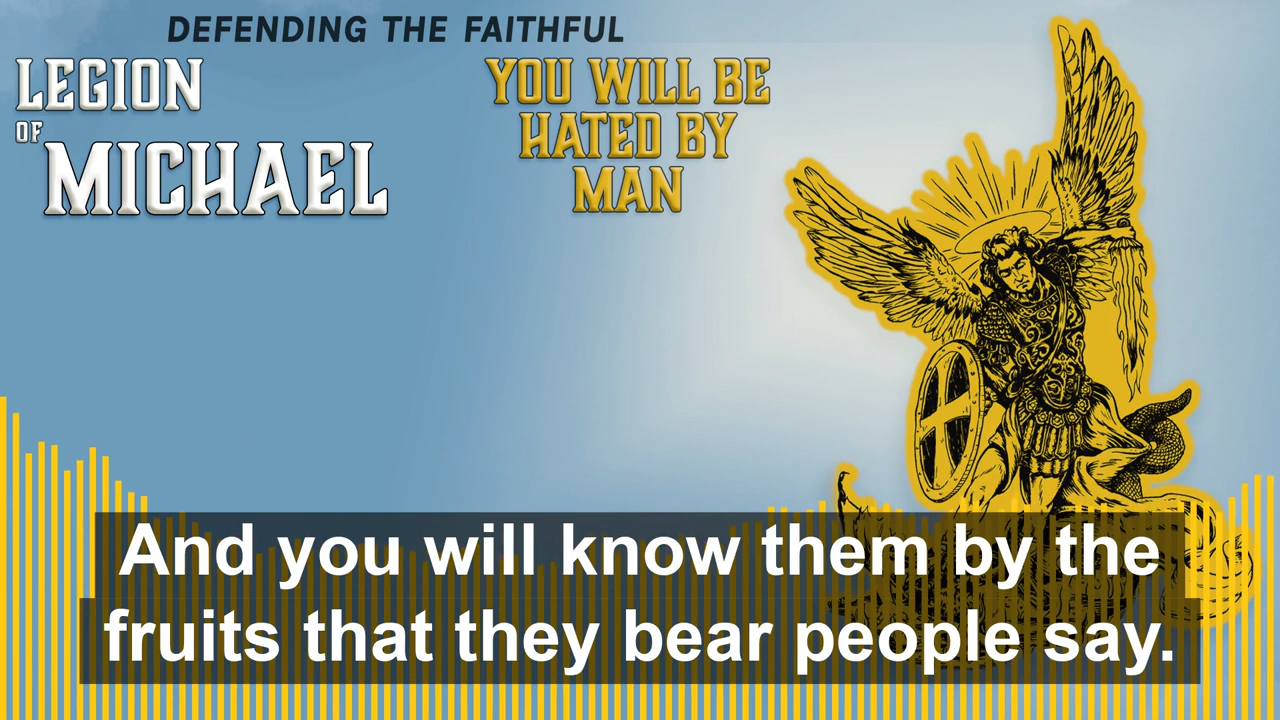 DEFENDING THE FAITHFUL
LEGION
OF
MICHAEL
YOU WILL BE
HATED BY
MAN
And you will know them by the
fruits that they bear people say.